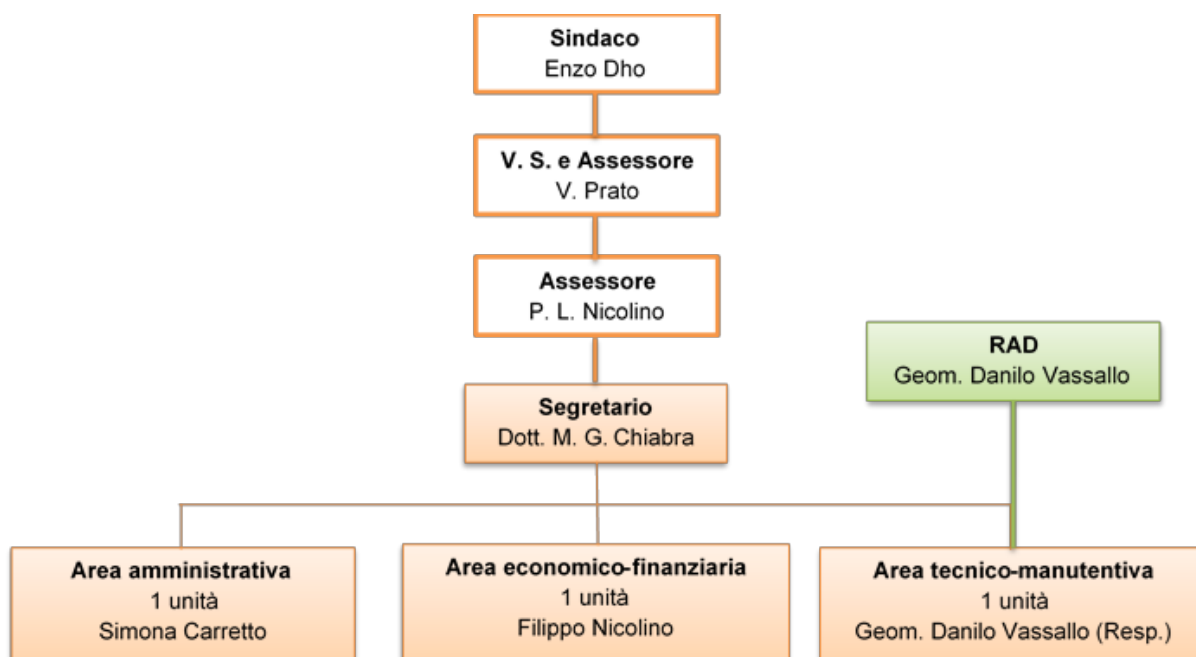 Sindaco
Enzo Dho
V. S. e Assessore
V. Prato
Assessore
P. L. Nicolino
RAD
Geom. Danilo Vassallo
Segretario
Dott. M. G. Chiabra
Area amministrativa
1 unità
Simona Carretto
Area economico-finanziaria
1 unità
Filippo Nicolino
Area tecnico-manutentiva
1 unità
Geom. Danilo Vassallo (Resp.)